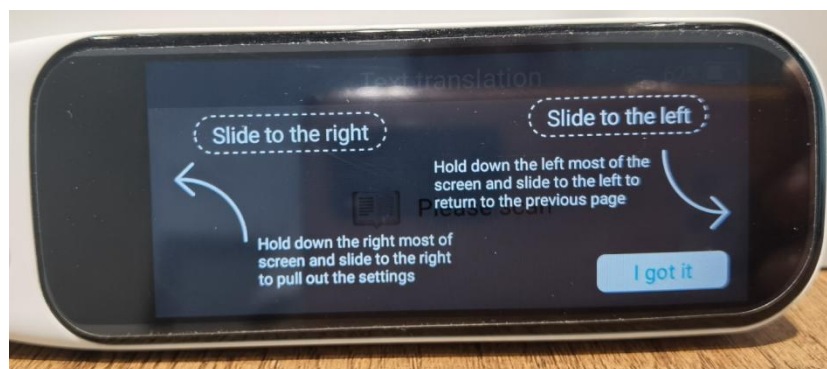 Text translation
Slide to the right
Slide to the left
Hold down the left most of the
screen and slide to the left to
return to the previous page
Please scan
Hold down the right most of
screen and slide to the right
to pull out the settings
I got it